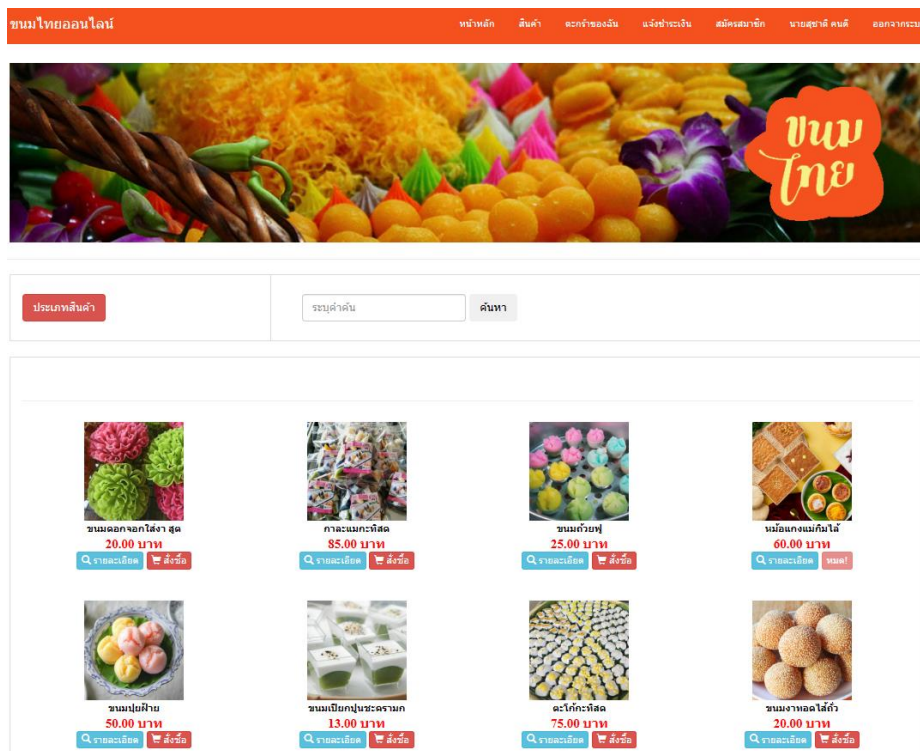 ขนมไทยออนไลน์
หน้าหลัก สินค้า ตะกร้าของฉัน แจ้งชำระเงิน สมัครสมาชิก นายสุชาติ คนดี ออกจากระบ
ขนม
ไทย
ประเภทสินค้า ระบุคำค้น ค้นหา
ขนมดอกจอกใส่งา สุด กาละแมกะทิสด ขนมถ้วยฟู หม้อแกงแม่กิมไล้
20.00 บาท 85.00 บาท 25.00 บาท 60.00 บาท
รายละเอียด สั่งซื้อ รายละเอียด สั่งซื้อ รายละเอียด สั่งซื้อ รายละเอียด หมด!
ขนมปุยฝ้าย ขนมเปียกปูนชะครามก ตะโก้กะทิสด ขนมงาทอดไส้ถั่ว
50.00 บาท 13.00 บาท 75.00 บาท 20.00 บาท
รายละเอียด สั่งซื้อ รายละเอียด สั่งซื้อ รายละเอียด สั่งซื้อ รายละเอียด สั่งซื้อ